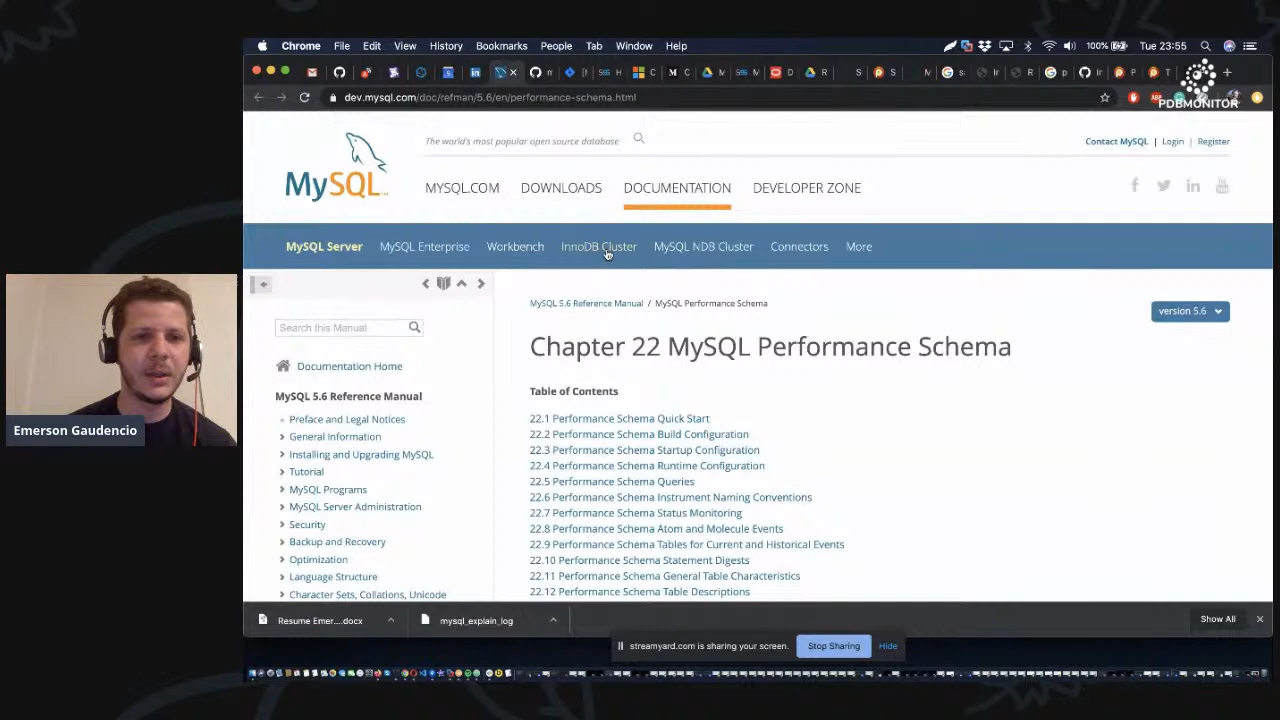 Chrome File Edit View History Bookmarks People Tab Window Help 100% Tue 23:55
dev.mysql.com/doc/refman/5.6/en/performance-schema.html
PDBMONITOR
The world's most popular open source database
Contact MySQL | Login | Register
MySQL
MYSQL.COM DOWNLOADS DOCUMENTATION DEVELOPER ZONE
MySQL Server MySQL Enterprise Workbench InnoDB Cluster MySQL NDB Cluster Connectors More
MySQL 5.6 Reference Manual / MySQL Performance Schema
version 5.6
Search this Manual
Chapter 22 MySQL Performance Schema
Documentation Home
Table of Contents
MySQL 5.6 Reference Manual
Preface and Legal Notices
General Information
Installing and Upgrading MySQL
Tutorial
MySQL Programs
MySQL Server Administration
Security
Backup and Recovery
Optimization
Language Structure
Character Sets, Collations, Unicode
22.1 Performance Schema Quick Start
22.2 Performance Schema Build Configuration
22.3 Performance Schema Startup Configuration
22.4 Performance Schema Runtime Configuration
22.5 Performance Schema Queries
22.6 Performance Schema Instrument Naming Conventions
22.7 Performance Schema Status Monitoring
22.8 Performance Schema Atom and Molecule Events
22.9 Performance Schema Tables for Current and Historical Events
22.10 Performance Schema Statement Digests
22.11 Performance Schema General Table Characteristics
22.12 Performance Schema Table Descriptions
Emerson Gaudencio
Resume Emer....docx mysql_explain_log Show All
streamyard.com is sharing your screen. Stop Sharing Hide